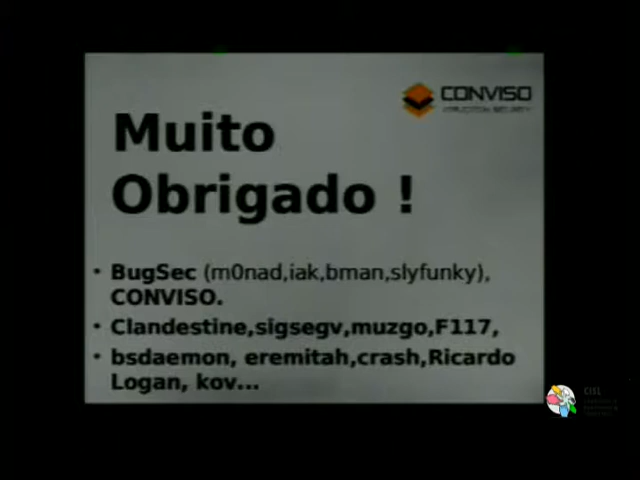 CONVISO
Muito
Obrigado !
• BugSec (m0nad,iak,bman,slyfunky),
CONVISO.
• Clandestine,sigsegv,muzgo,F117,
• bsdaemon, eremitah,crash,Ricardo
Logan, kov...
CISL